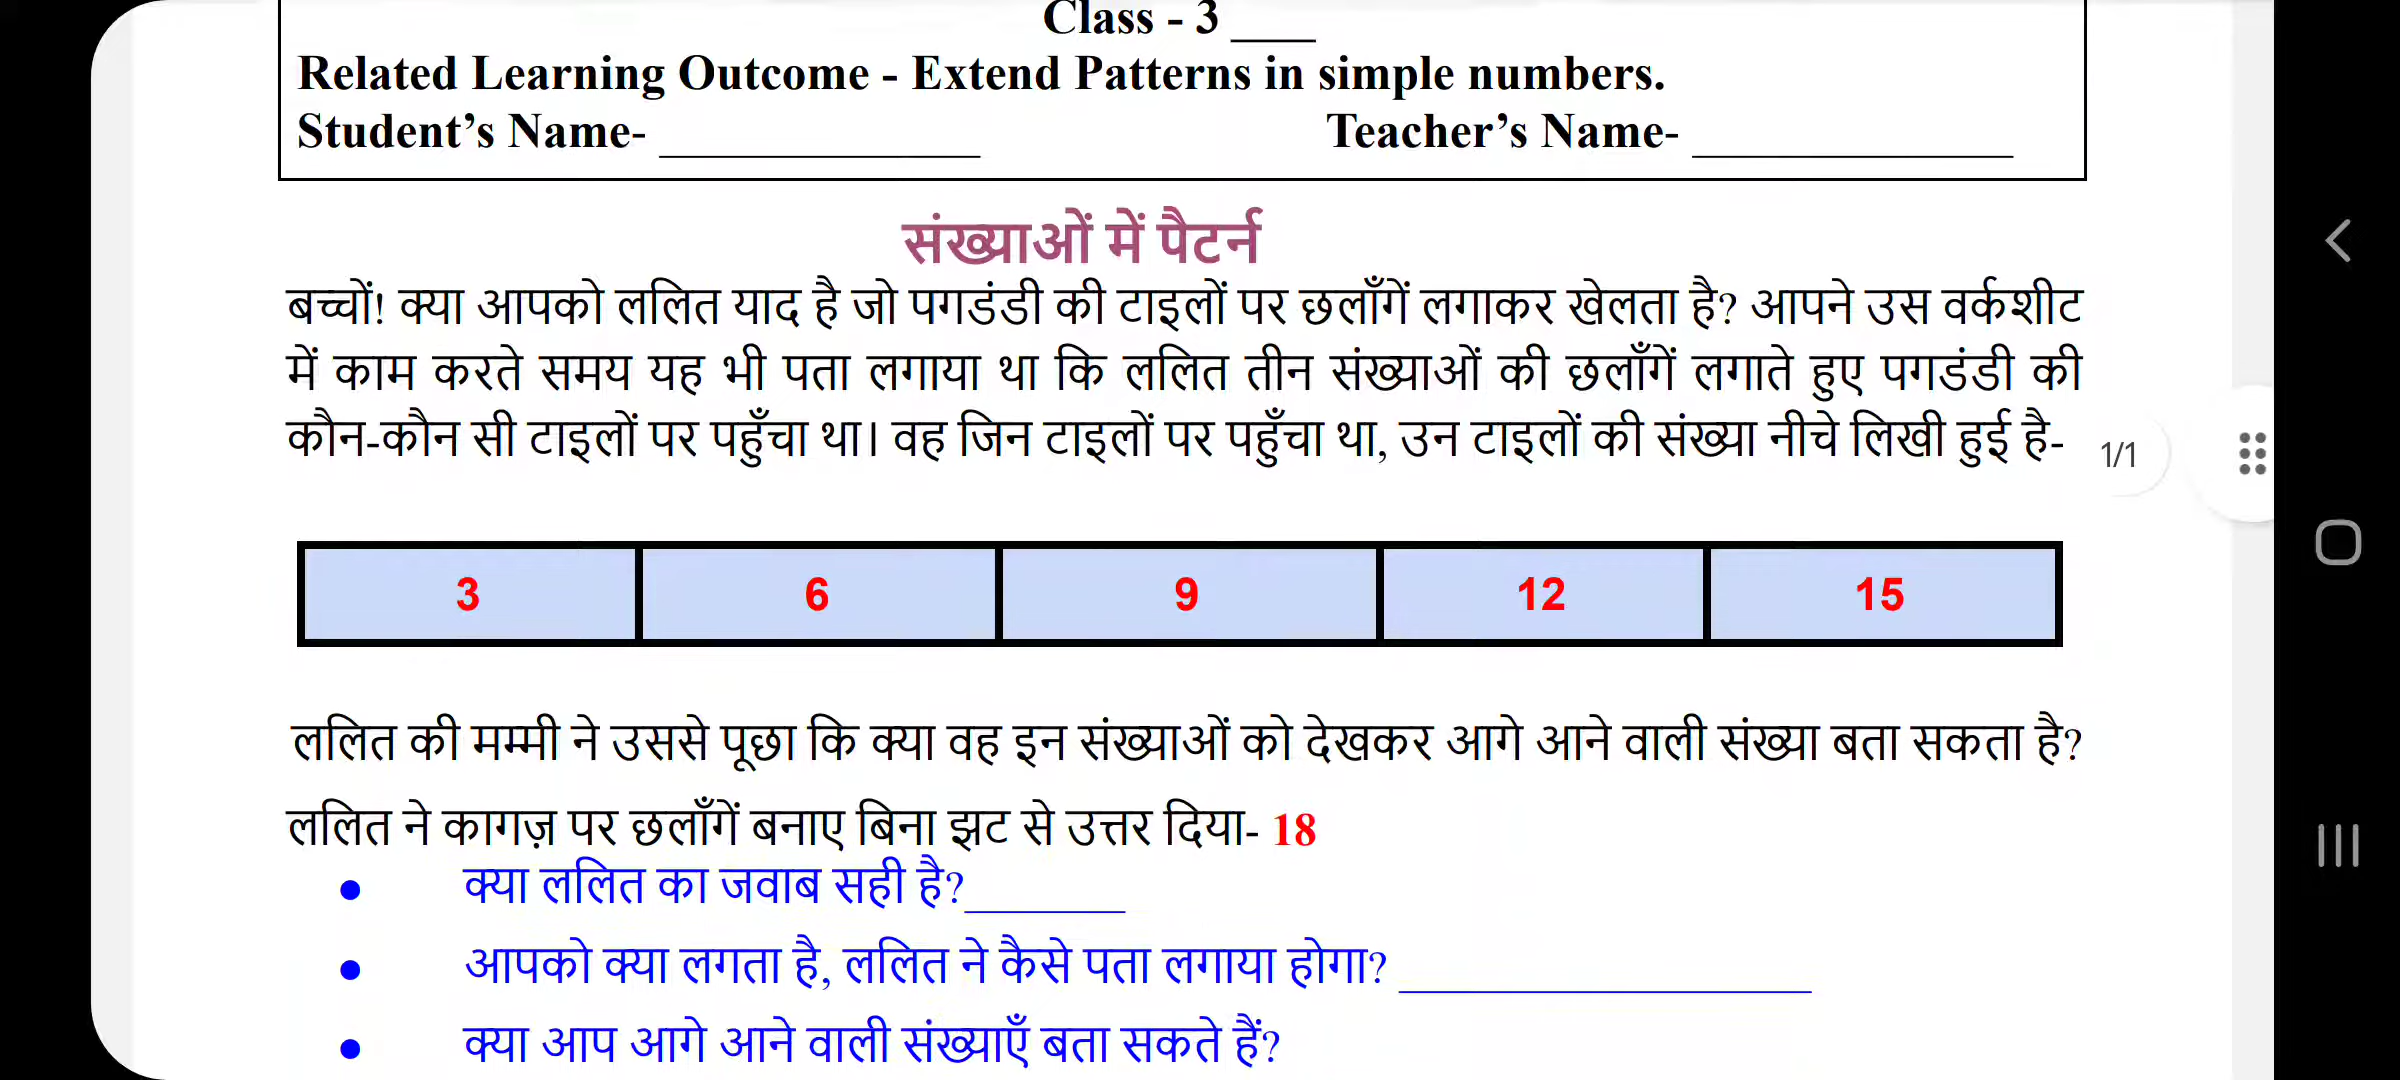 Class - 3 ____
Related Learning Outcome - Extend Patterns in simple numbers.
Student’s Name- _______________ Teacher’s Name- _______________
संख्याओं में पैटर्न
बच्चों! क्या आपको ललित याद है जो पगडंडी की टाइलों पर छलाँगें लगाकर खेलता है? आपने उस वर्कशीट
में काम करते समय यह भी पता लगाया था कि ललित तीन संख्याओं की छलाँगें लगाते हुए पगडंडी की
कौन-कौन सी टाइलों पर पहुँचा था। वह जिन टाइलों पर पहुँचा था, उन टाइलों की संख्या नीचे लिखी हुई है-
1/1
3 6 9 12 15
ललित की मम्मी ने उससे पूछा कि क्या वह इन संख्याओं को देखकर आगे आने वाली संख्या बता सकता है?
ललित ने कागज़ पर छलाँगें बनाए बिना झट से उत्तर दिया- 18
● क्या ललित का जवाब सही है?_______
● आपको क्या लगता है, ललित ने कैसे पता लगाया होगा? __________________
● क्या आप आगे आने वाली संख्याएँ बता सकते हैं?